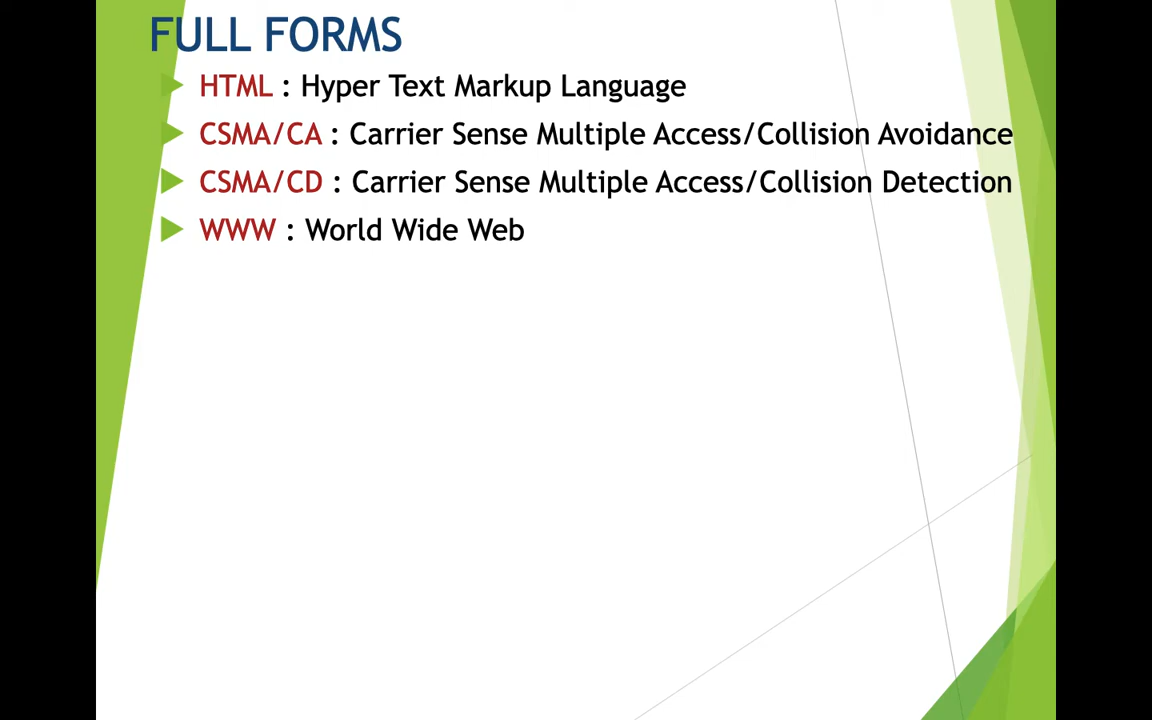 FULL FORMS
HTML : Hyper Text Markup Language
CSMA/CA : Carrier Sense Multiple Access/Collision Avoidance
CSMA/CD : Carrier Sense Multiple Access/Collision Detection
WWW : World Wide Web